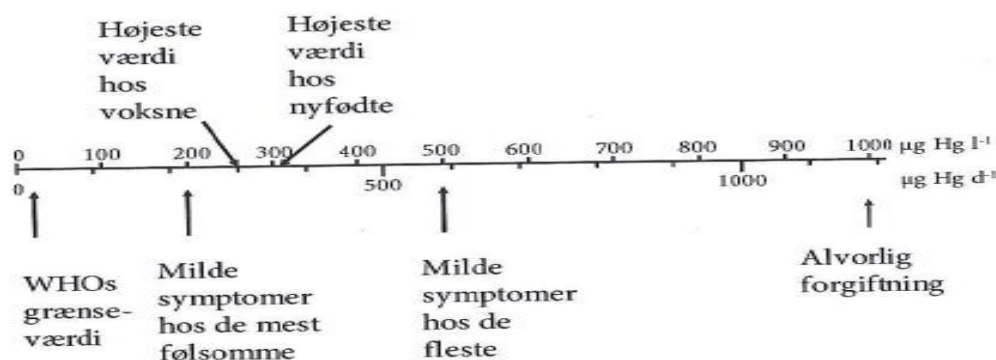 Højeste
værdi
hos
voksne
Højeste
værdi
hos
nyfødte
0 100 200 300 400 500 600 700 800 900 1000 µg Hg l⁻¹
0 500 1000 µg Hg d⁻¹
WHOs
grænse-
værdi
Milde
symptomer
hos de mest
følsomme
Milde
symptomer
hos de
fleste
Alvorlig
forgiftning